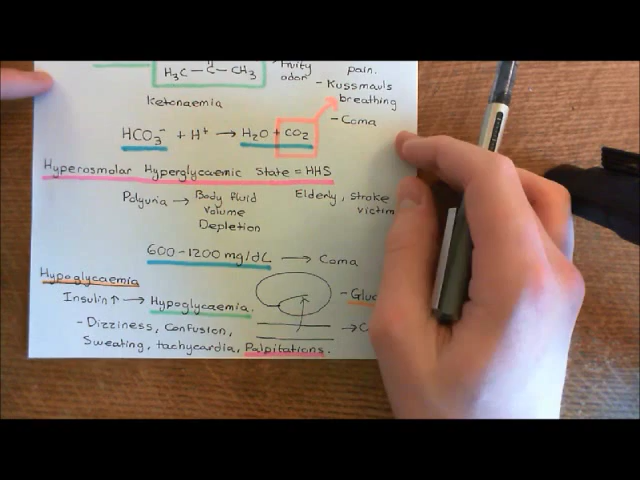 H₃C - C - CH₃
fruity odor
Ketonaemia
pain.
- Kussmaul's breathing
- Coma
HCO₃⁻ + H⁺ → H₂O + CO₂
Hyperosmolar Hyperglycaemic State = HHS
Polyuria → Body fluid
Volume
Depletion
Elderly, stroke
victim
600-1200 mg/dL → Coma
Hypoglycaemia
Insulin ↑ → Hypoglycaemia.
- Dizziness, confusion,
Sweating, tachycardia, Palpitations.